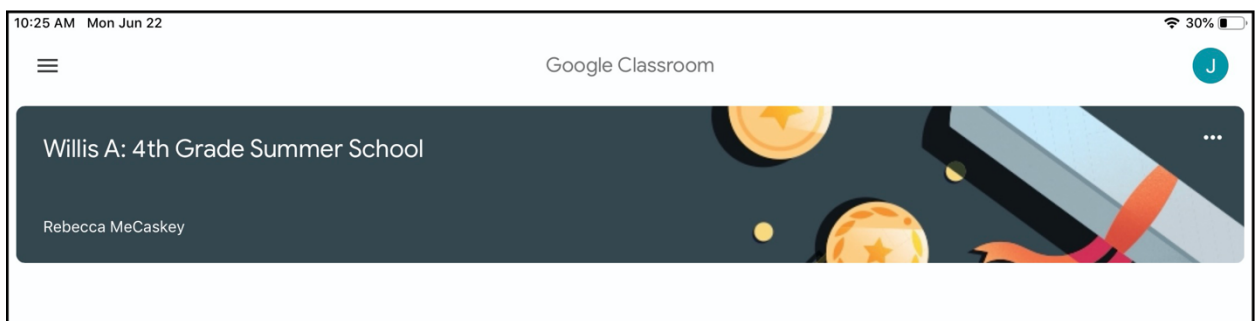 10:25 AM Mon Jun 22 30%
Google Classroom J
Willis A: 4th Grade Summer School
Rebecca MeCaskey